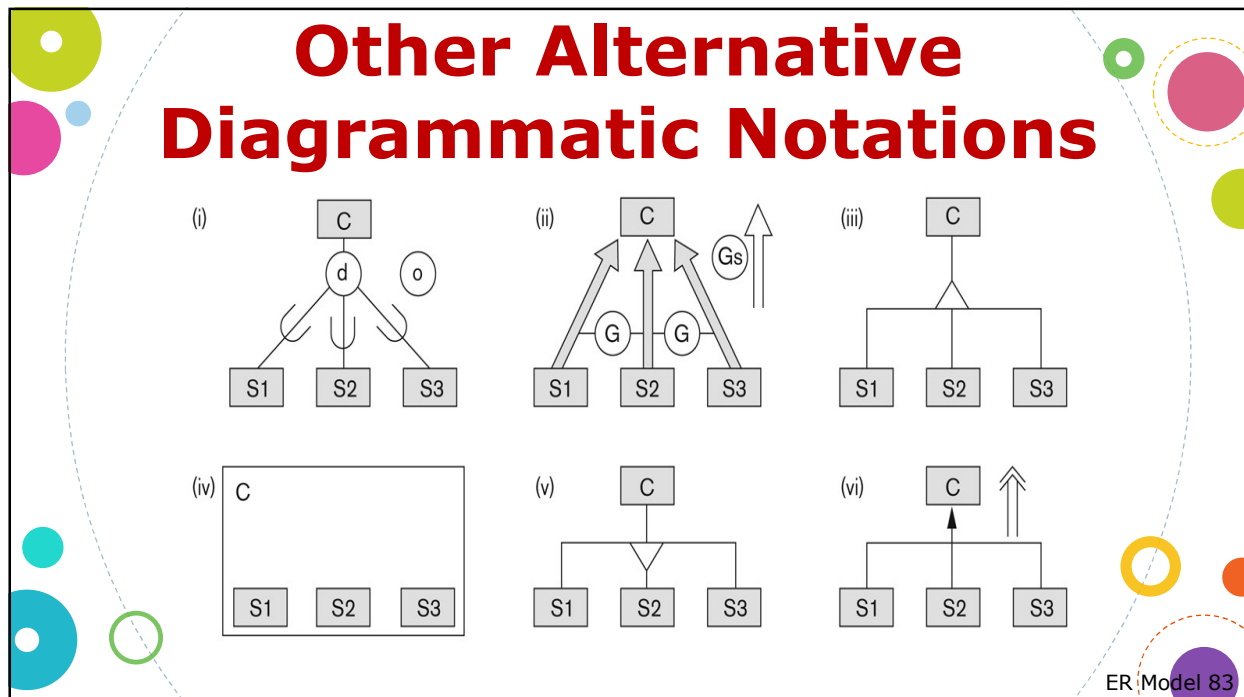 Other Alternative
Diagrammatic Notations
(i)
C
d
o
S1 S2 S3
(ii)
C
Gs
G G
S1 S2 S3
(iii)
C
S1 S2 S3
(iv)
C
S1 S2 S3
(v)
C
S1 S2 S3
(vi)
C
S1 S2 S3
ER Model 83